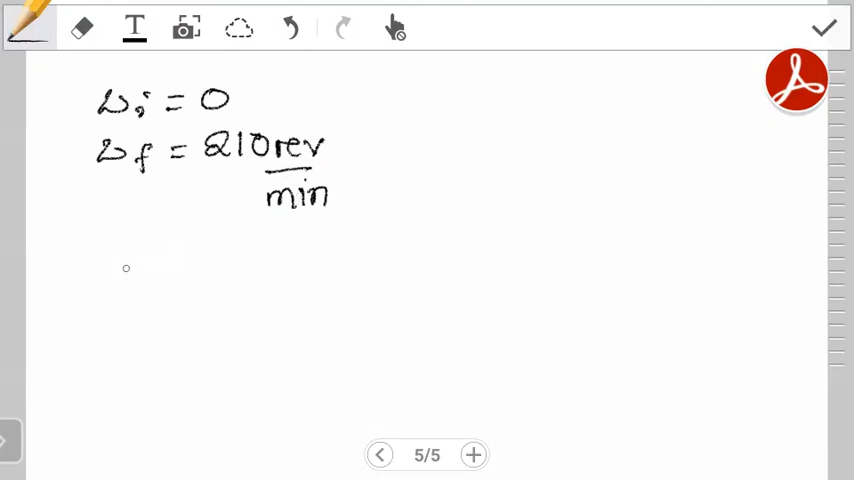 T
ωi = 0
ωf = 210 rev
min
5/5